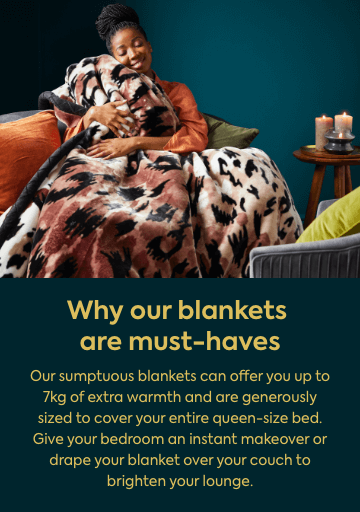 Why our blankets
are must-haves
Our sumptuous blankets can offer you up to
7kg of extra warmth and are generously
sized to cover your entire queen-size bed.
Give your bedroom an instant makeover or
drape your blanket over your couch to
brighten your lounge.